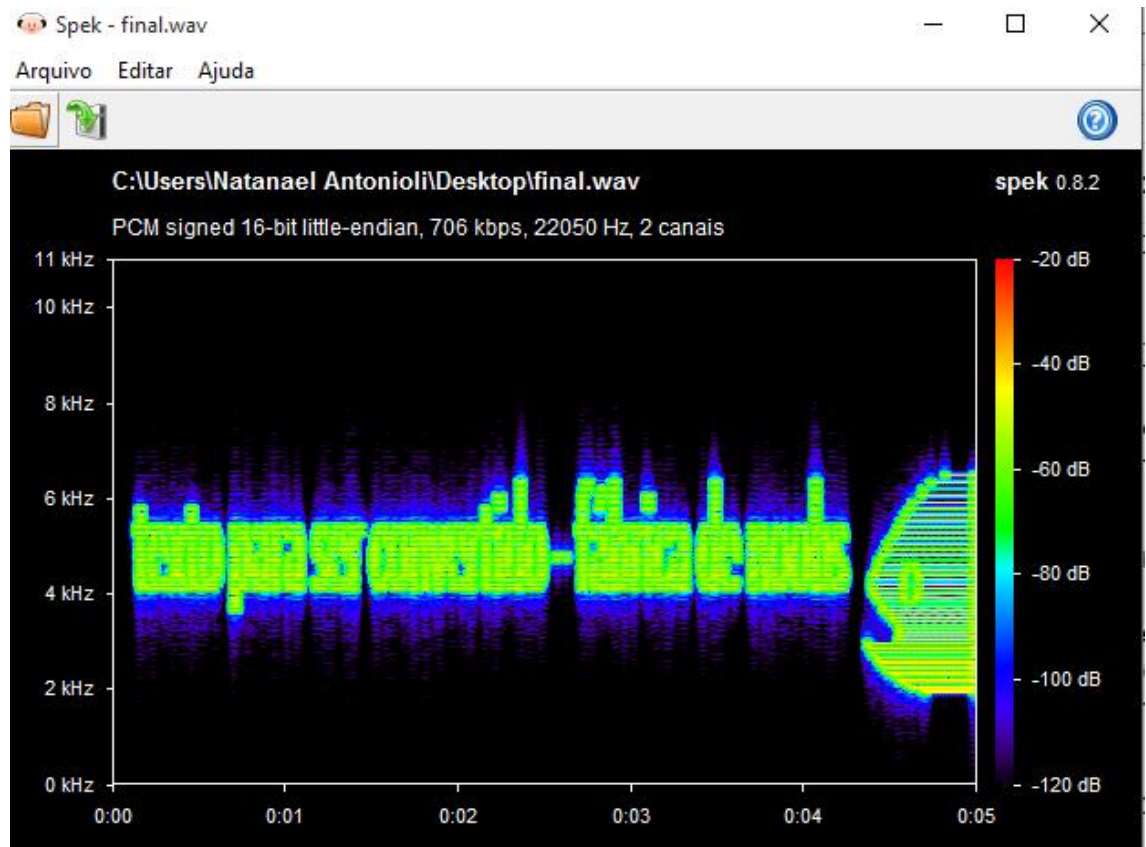 Spek - final.wav
Arquivo Editar Ajuda
C:\Users\Natanael Antonioli\Desktop\final.wav
spek 0.8.2
PCM signed 16-bit little-endian, 706 kbps, 22050 Hz, 2 canais
11 kHz
10 kHz
8 kHz
6 kHz
4 kHz
2 kHz
0 kHz
-20 dB
-40 dB
-60 dB
-80 dB
-100 dB
-120 dB
0:00 0:01 0:02 0:03 0:04 0:05